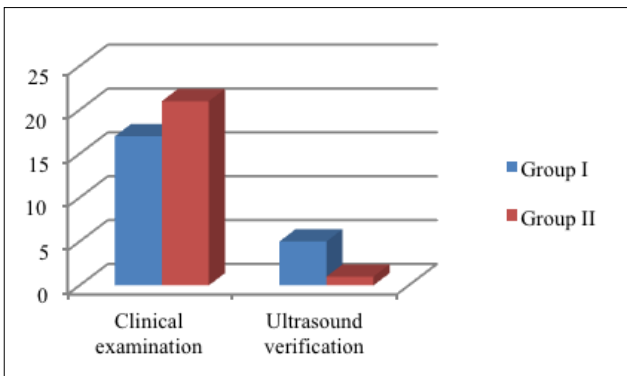 25
20
15
10
5
0
Clinical
examination
Ultrasound
verification
Group I
Group II